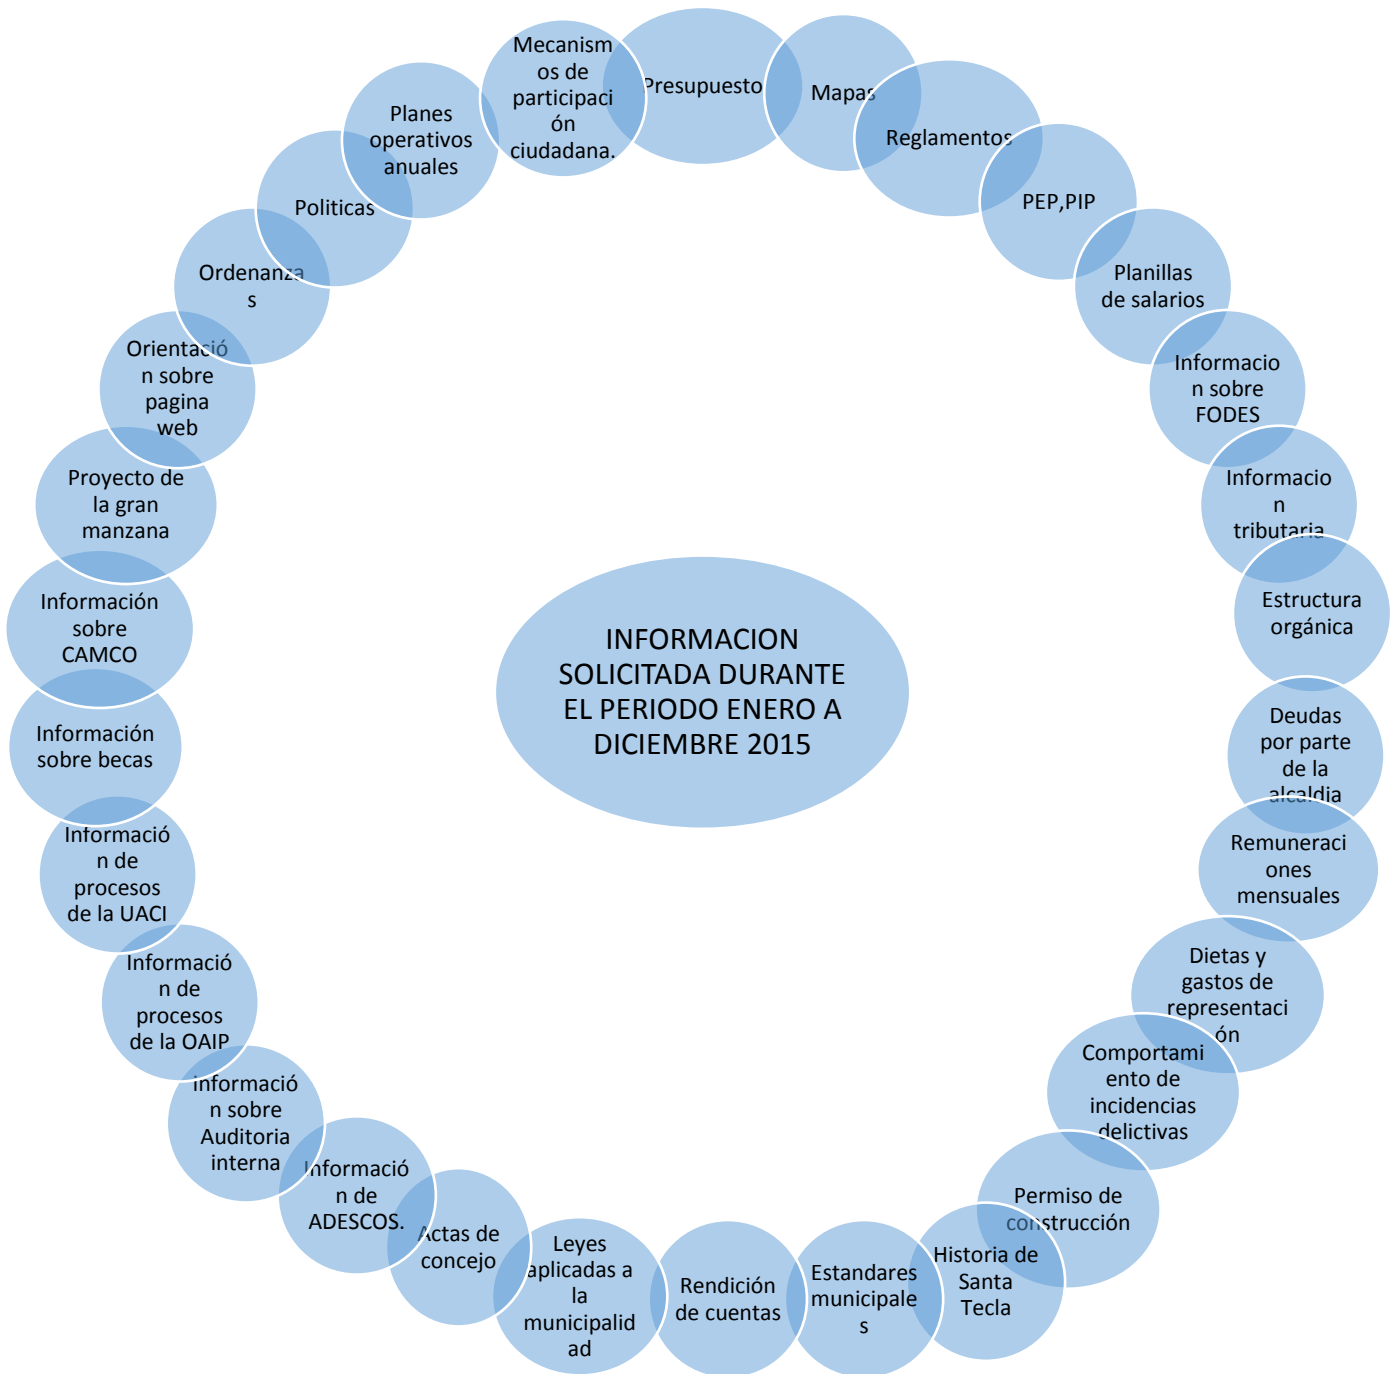 Presupuesto
Mapas
Reglamentos
PEP,PIP
Planillas
de salarios
Informacio
n sobre
FODES
Informacio
n
tributaria
Estructura
orgánica
Deudas
por parte
de la
alcaldia
Remuneraci
ones
mensuales
Dietas y
gastos de
representaci
ón
Comportami
ento de
incidencias
delictivas
Permiso de
construcción
Historia de
Santa
Tecla
Estandares
municipale
s
Rendición
de cuentas
Leyes
aplicadas a
la
municipalid
ad
Actas de
concejo
Informació
n de
ADESCOS.
informació
n sobre
Auditoria
interna
Informació
n de
procesos
de la OAIP
Informació
n de
procesos
de la UACI
Información
sobre becas
Información
sobre
CAMCO
Proyecto de
la gran
manzana
Orientació
n sobre
pagina
web
Ordenanza
s
Politicas
Planes
operativos
anuales
Mecanism
os de
participaci
ón
ciudadana.
INFORMACION
SOLICITADA DURANTE
EL PERIODO ENERO A
DICIEMBRE 2015